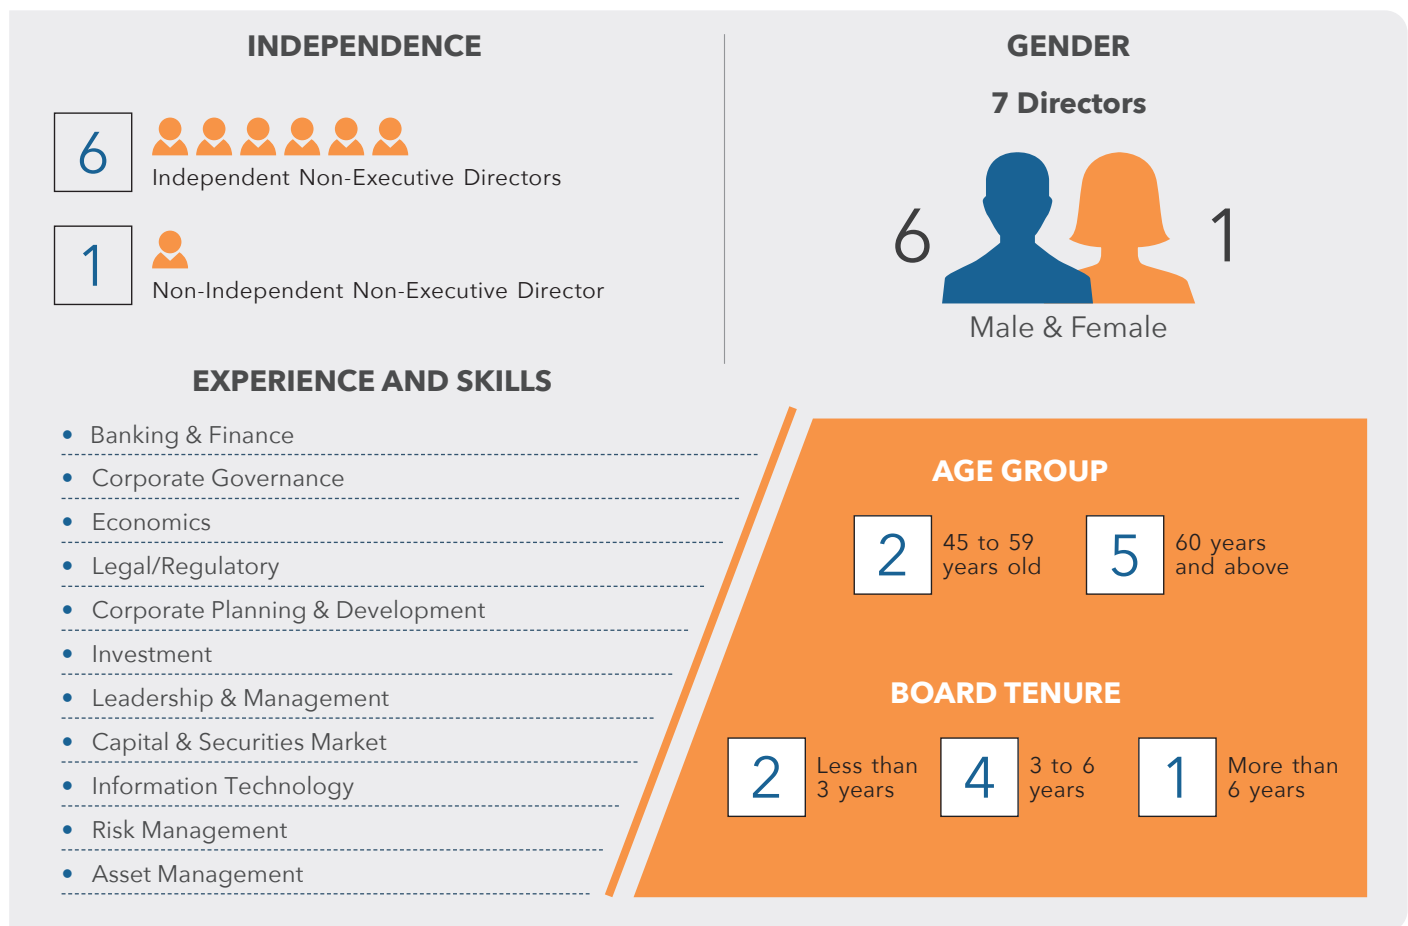 INDEPENDENCE
6
Independent Non-Executive Directors
1
Non-Independent Non-Executive Director
GENDER
7 Directors
6
1
Male & Female
EXPERIENCE AND SKILLS
• Banking & Finance
• Corporate Governance
• Economics
• Legal/Regulatory
• Corporate Planning & Development
• Investment
• Leadership & Management
• Capital & Securities Market
• Information Technology
• Risk Management
• Asset Management
AGE GROUP
2
45 to 59
years old
5
60 years
and above
BOARD TENURE
2
Less than
3 years
4
3 to 6
years
1
More than
6 years